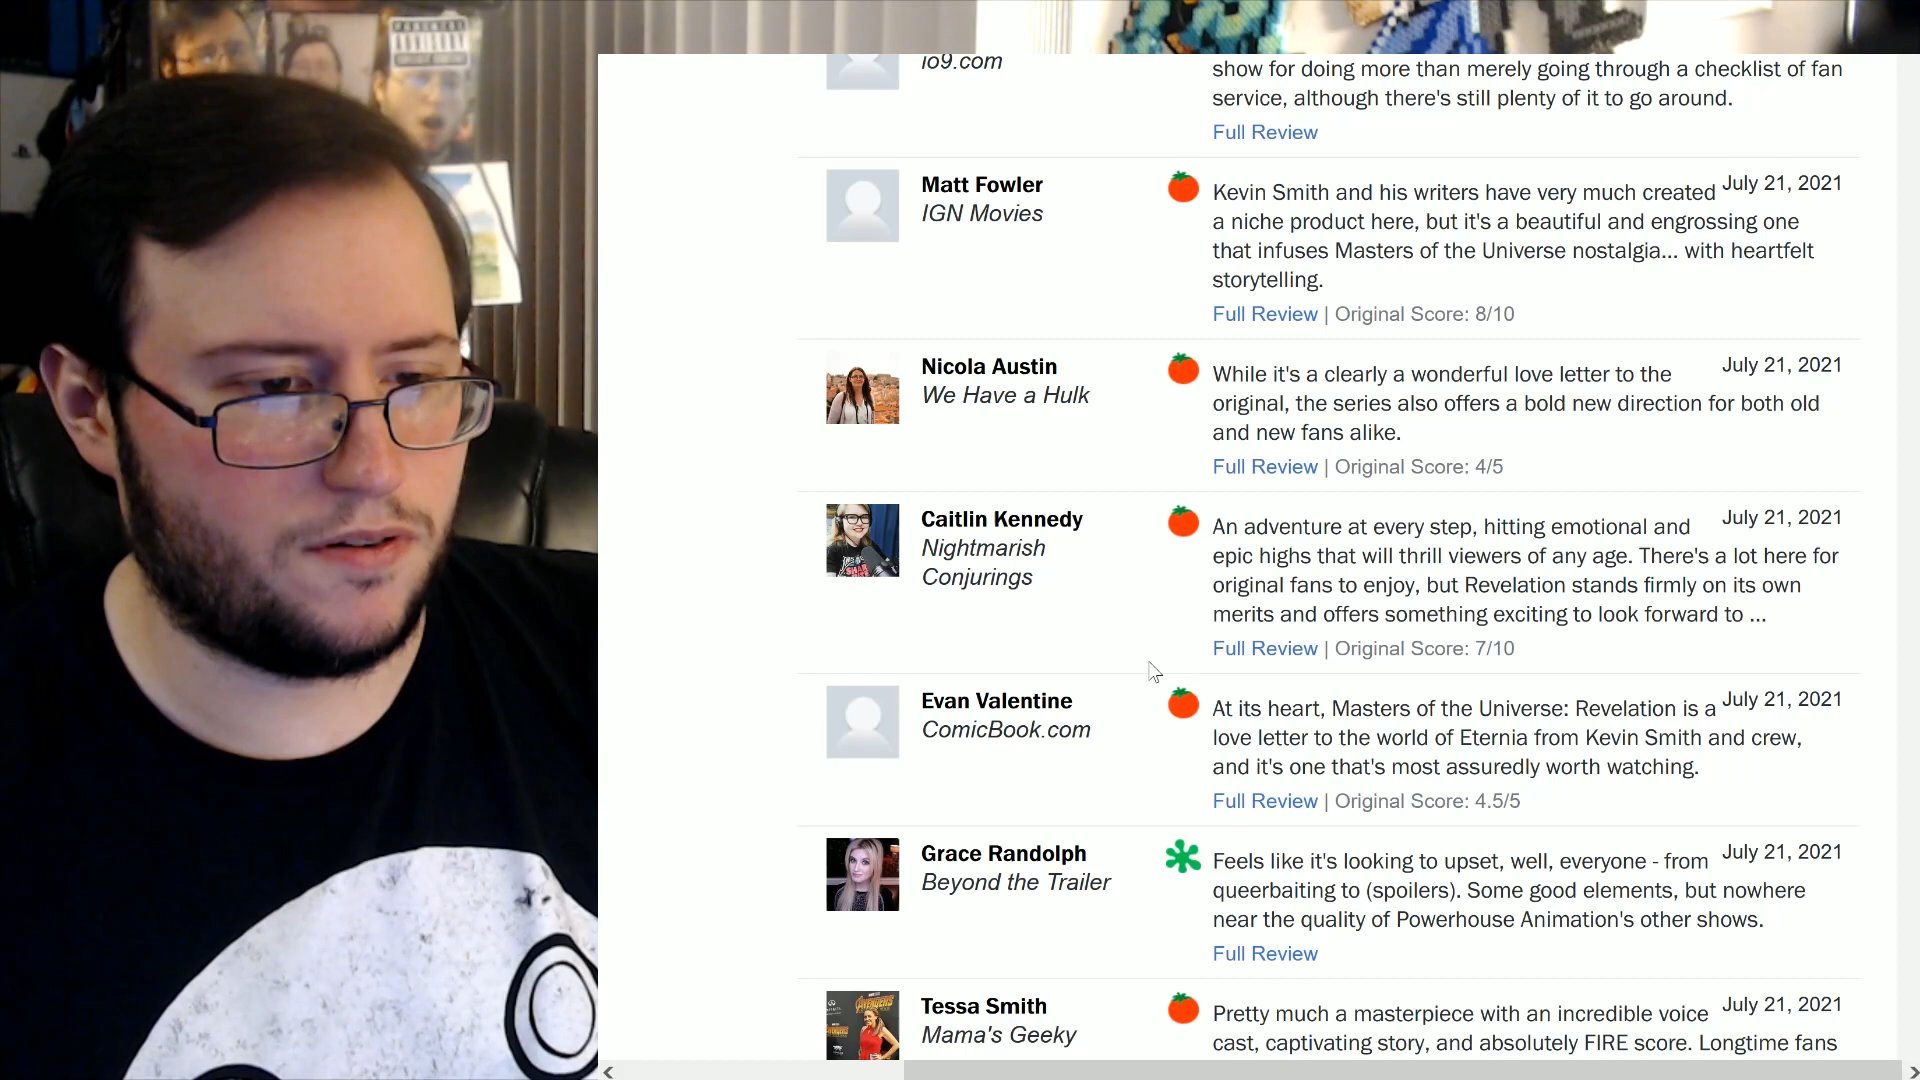 PARENTAL
ADVISORY
io9.com
show for doing more than merely going through a checklist of fan
service, although there's still plenty of it to go around.
Full Review
Matt Fowler
IGN Movies
Kevin Smith and his writers have very much created
July 21, 2021
a niche product here, but it's a beautiful and engrossing one
that infuses Masters of the Universe nostalgia... with heartfelt
storytelling.
Full Review | Original Score: 8/10
Nicola Austin
We Have a Hulk
While it's a clearly a wonderful love letter to the
July 21, 2021
original, the series also offers a bold new direction for both old
and new fans alike.
Full Review | Original Score: 4/5
Caitlin Kennedy
Nightmarish
Conjurings
An adventure at every step, hitting emotional and
July 21, 2021
epic highs that will thrill viewers of any age. There's a lot here for
original fans to enjoy, but Revelation stands firmly on its own
merits and offers something exciting to look forward to ...
Full Review | Original Score: 7/10
Evan Valentine
ComicBook.com
At its heart, Masters of the Universe: Revelation is a
July 21, 2021
love letter to the world of Eternia from Kevin Smith and crew,
and it's one that's most assuredly worth watching.
Full Review | Original Score: 4.5/5
Grace Randolph
Beyond the Trailer
Feels like it's looking to upset, well, everyone - from
July 21, 2021
queerbaiting to (spoilers). Some good elements, but nowhere
near the quality of Powerhouse Animation's other shows.
Full Review
Tessa Smith
Mama's Geeky
Pretty much a masterpiece with an incredible voice
July 21, 2021
cast, captivating story, and absolutely FIRE score. Longtime fans